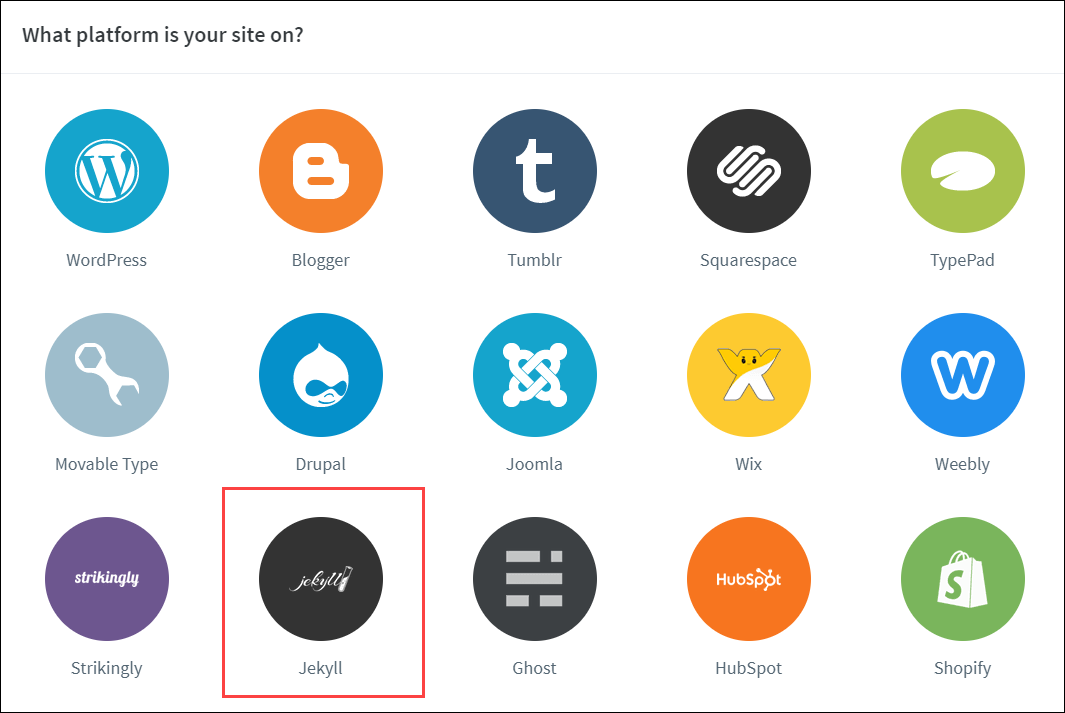 What platform is your site on?
WordPress Blogger Tumblr Squarespace TypePad
Movable Type Drupal Joomla Wix Weebly
strikingly jekyll HubSpot
Strikingly Jekyll Ghost HubSpot Shopify